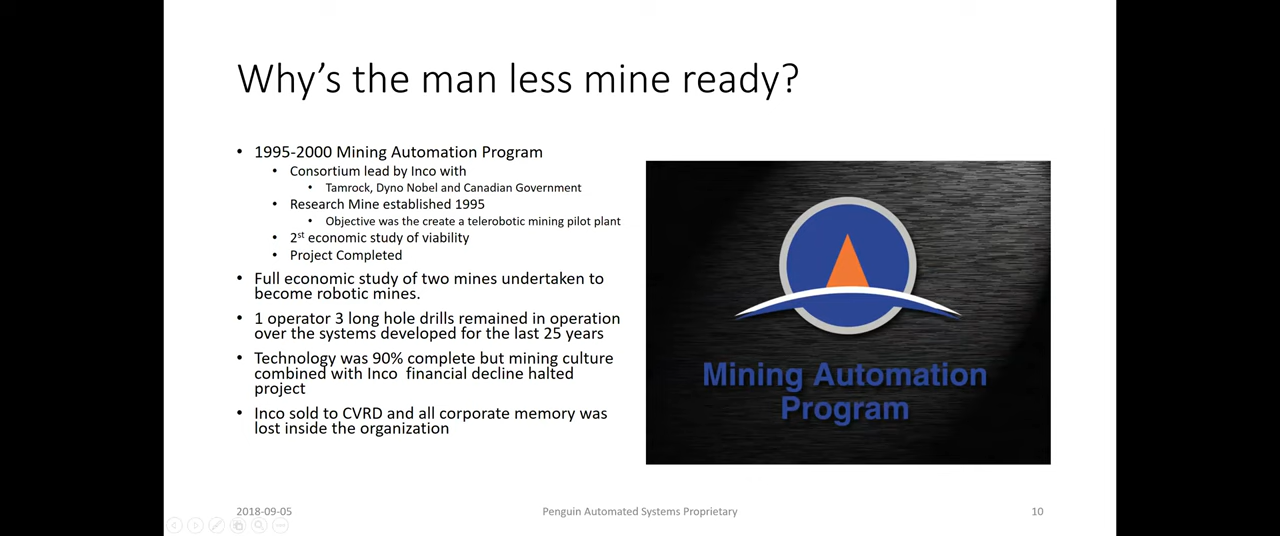 Why's the man less mine ready?
• 1995-2000 Mining Automation Program
• Consortium lead by Inco with
• Tamrock, Dyno Nobel and Canadian Government
• Research Mine established 1995
• Objective was the create a telerobotic mining pilot plant
• 2st economic study of viability
• Project Completed
• Full economic study of two mines undertaken to
become robotic mines.
• 1 operator 3 long hole drills remained in operation
over the systems developed for the last 25 years
• Technology was 90% complete but mining culture
combined with Inco  financial decline halted
project
• Inco sold to CVRD and all corporate memory was
lost inside the organization
Mining Automation
Program
2018-09-05
Penguin Automated Systems Proprietary
10